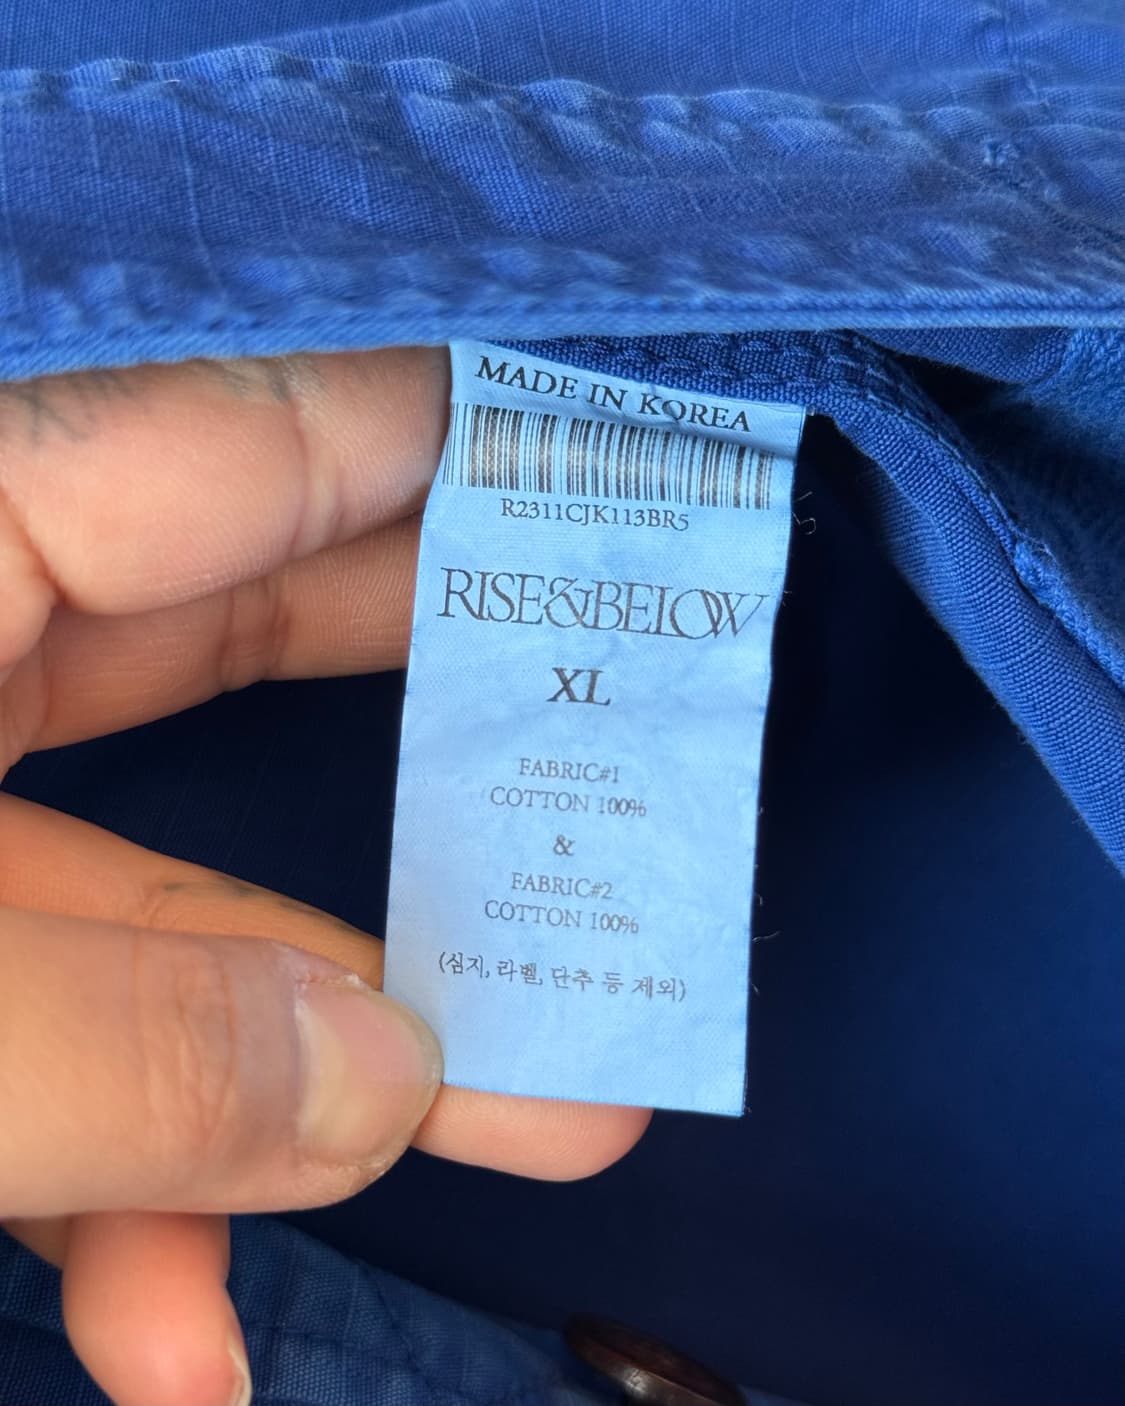 MADE IN KOREA
R2311CJK113BR5
RISE&BELOW
XL
FABRIC#1
COTTON 100%
&
FABRIC#2
COTTON 100%
(심지, 라벨, 단추 등 제외)